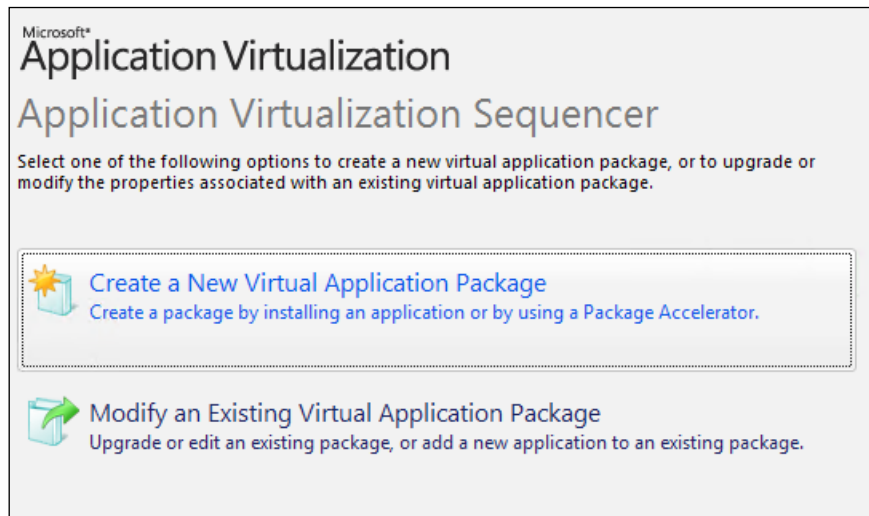 Microsoft®
Application Virtualization
Application Virtualization Sequencer
Select one of the following options to create a new virtual application package, or to upgrade or
modify the properties associated with an existing virtual application package.
Create a New Virtual Application Package
Create a package by installing an application or by using a Package Accelerator.
Modify an Existing Virtual Application Package
Upgrade or edit an existing package, or add a new application to an existing package.